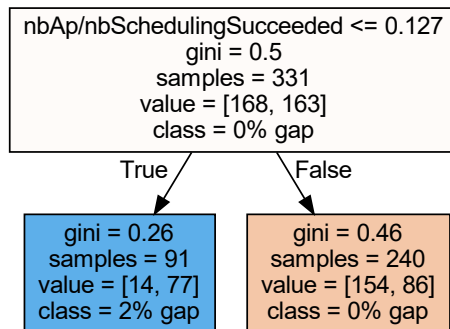 nbAp/nbSchedulingSucceeded <= 0.127
gini = 0.5
samples = 331
value = [168, 163]
class = 0% gap
True
False
gini = 0.26
samples = 91
value = [14, 77]
class = 2% gap
gini = 0.46
samples = 240
value = [154, 86]
class = 0% gap